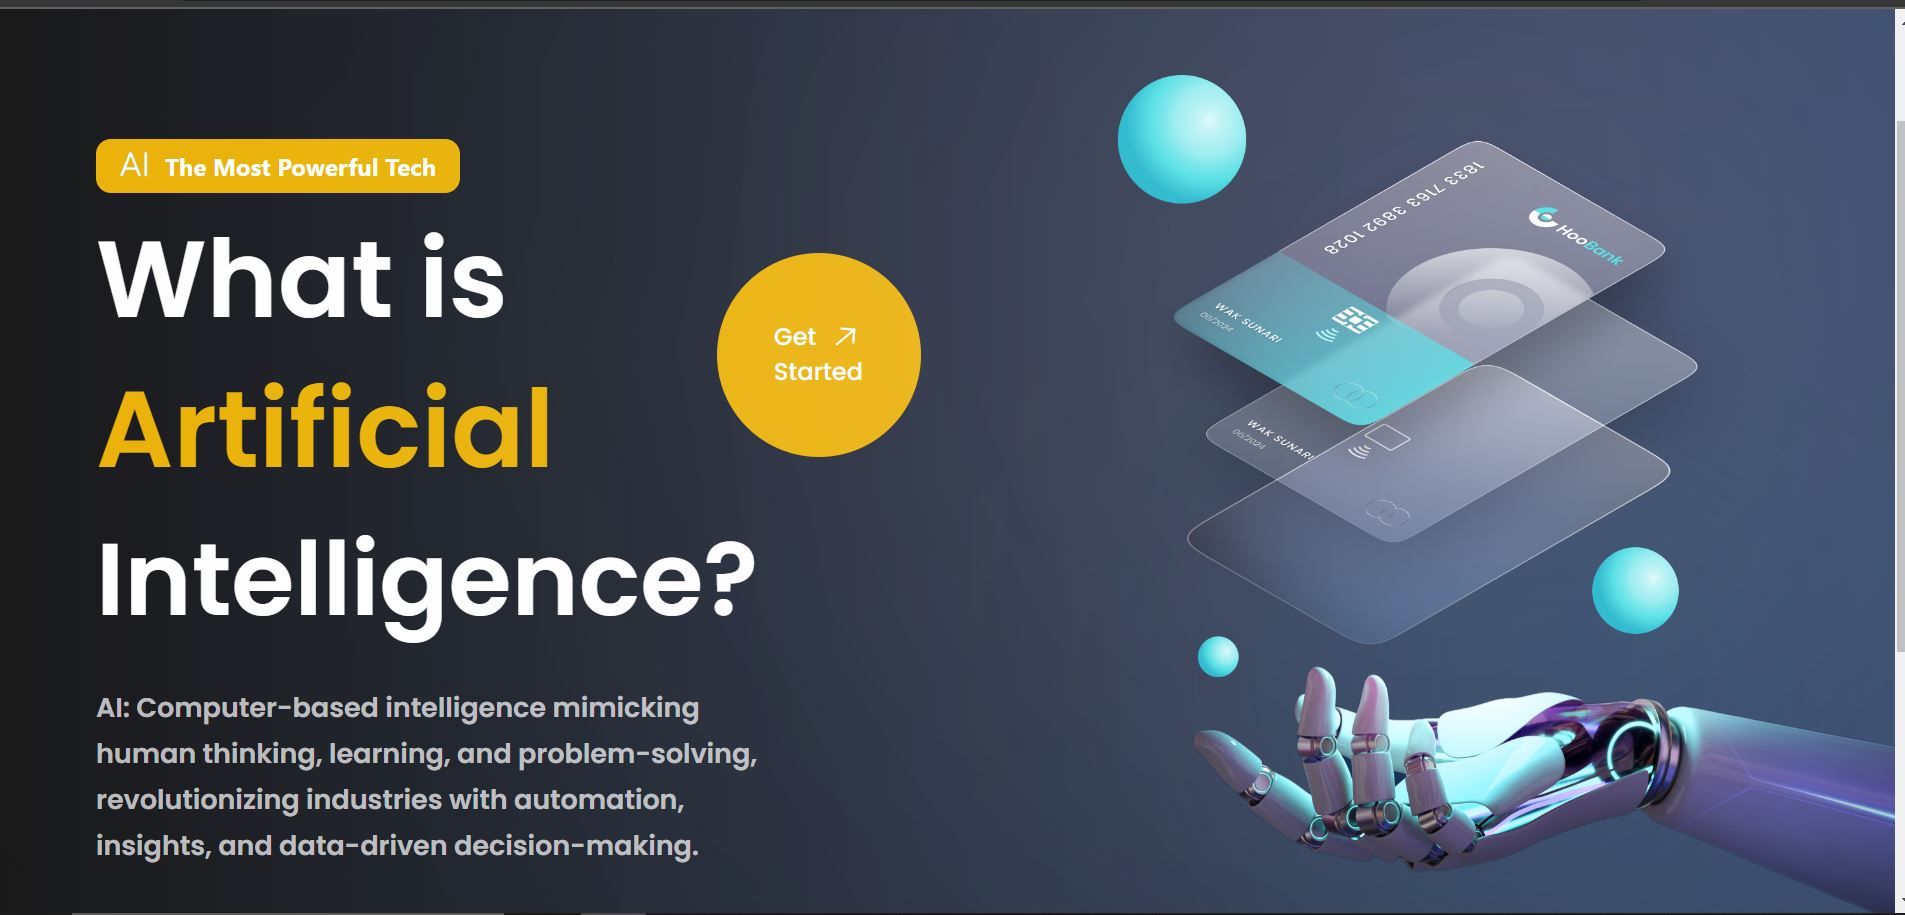 AI The Most Powerful Tech
What is
Artificial
Intelligence?
Get
Started
AI: Computer-based intelligence mimicking
human thinking, learning, and problem-solving,
revolutionizing industries with automation,
insights, and data-driven decision-making.
1833 7163 3892 1028
HooBank
WAK SUNARI
08/2024
WAK SUNARI
08/2024